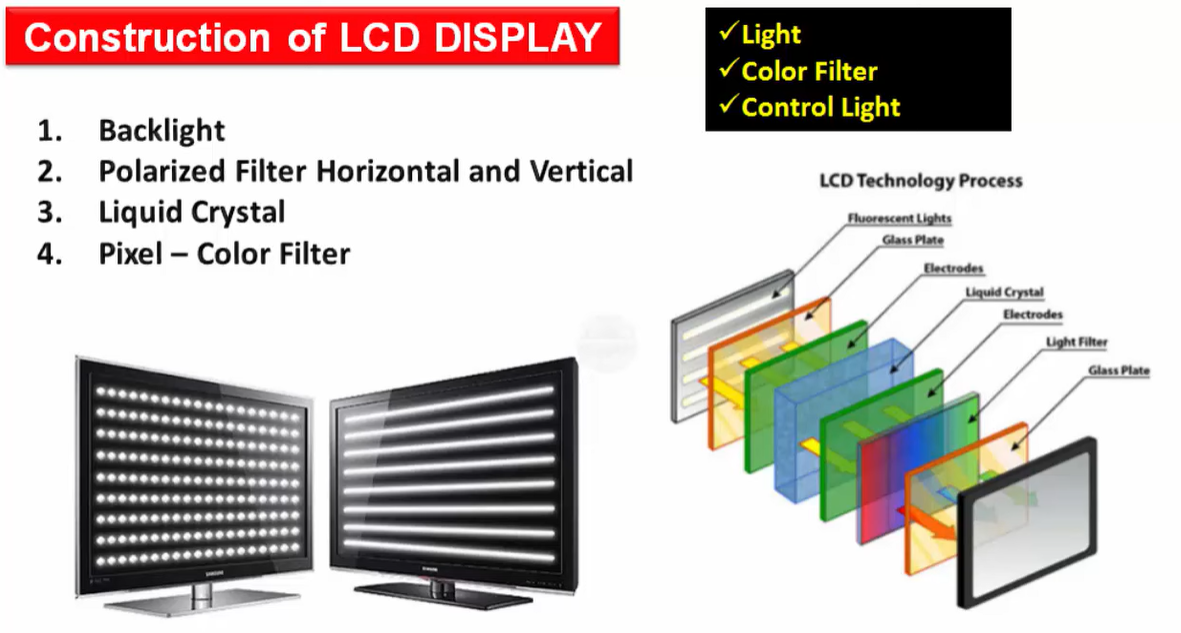 Construction of LCD DISPLAY
✓Light
✓Color Filter
✓Control Light
1. Backlight
2. Polarized Filter Horizontal and Vertical
3. Liquid Crystal
4. Pixel – Color Filter
LCD Technology Process
Fluorescent Lights
Glass Plate
Electrodes
Liquid Crystal
Electrodes
Light Filter
Glass Plate
SAMSUNG
SAMSUNG